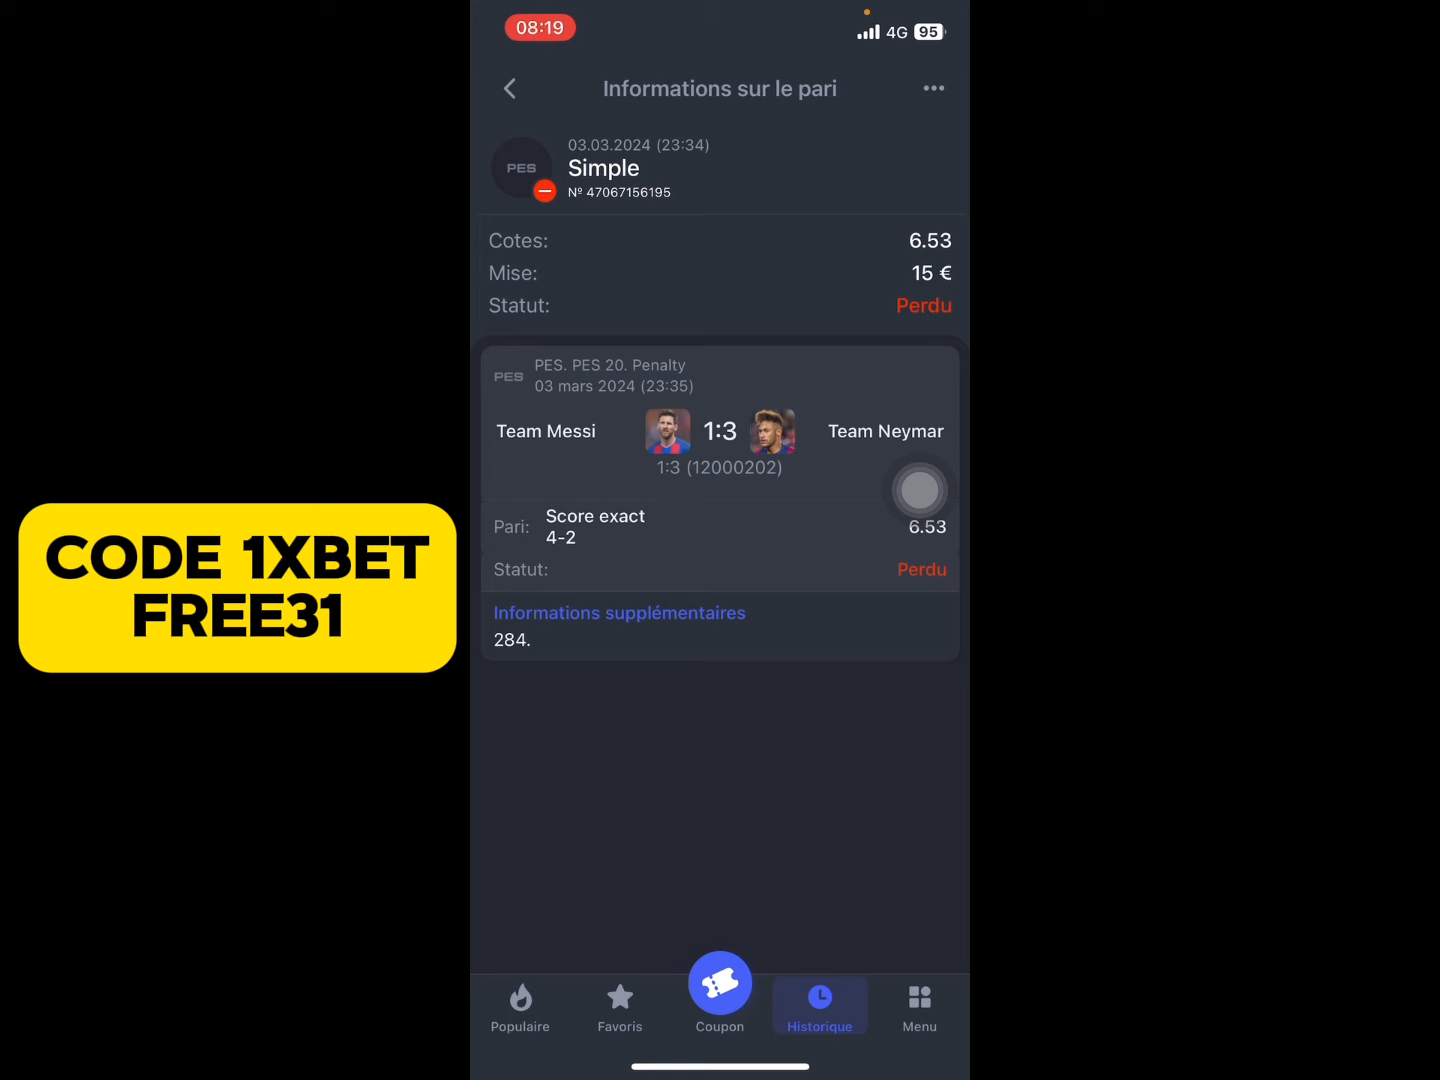 08:19
4G 95
Informations sur le pari
PES
03.03.2024 (23:34)
Simple
Nº 47067156195
Cotes: 6.53
Mise: 15 €
Statut: Perdu
PES
PES. PES 20. Penalty
03 mars 2024 (23:35)
Team Messi 1:3 Team Neymar
1:3 (12000202)
Pari: Score exact
4-2
6.53
Statut: Perdu
Informations supplémentaires
284.
CODE 1XBET
FREE31
Populaire Favoris Coupon Historique Menu